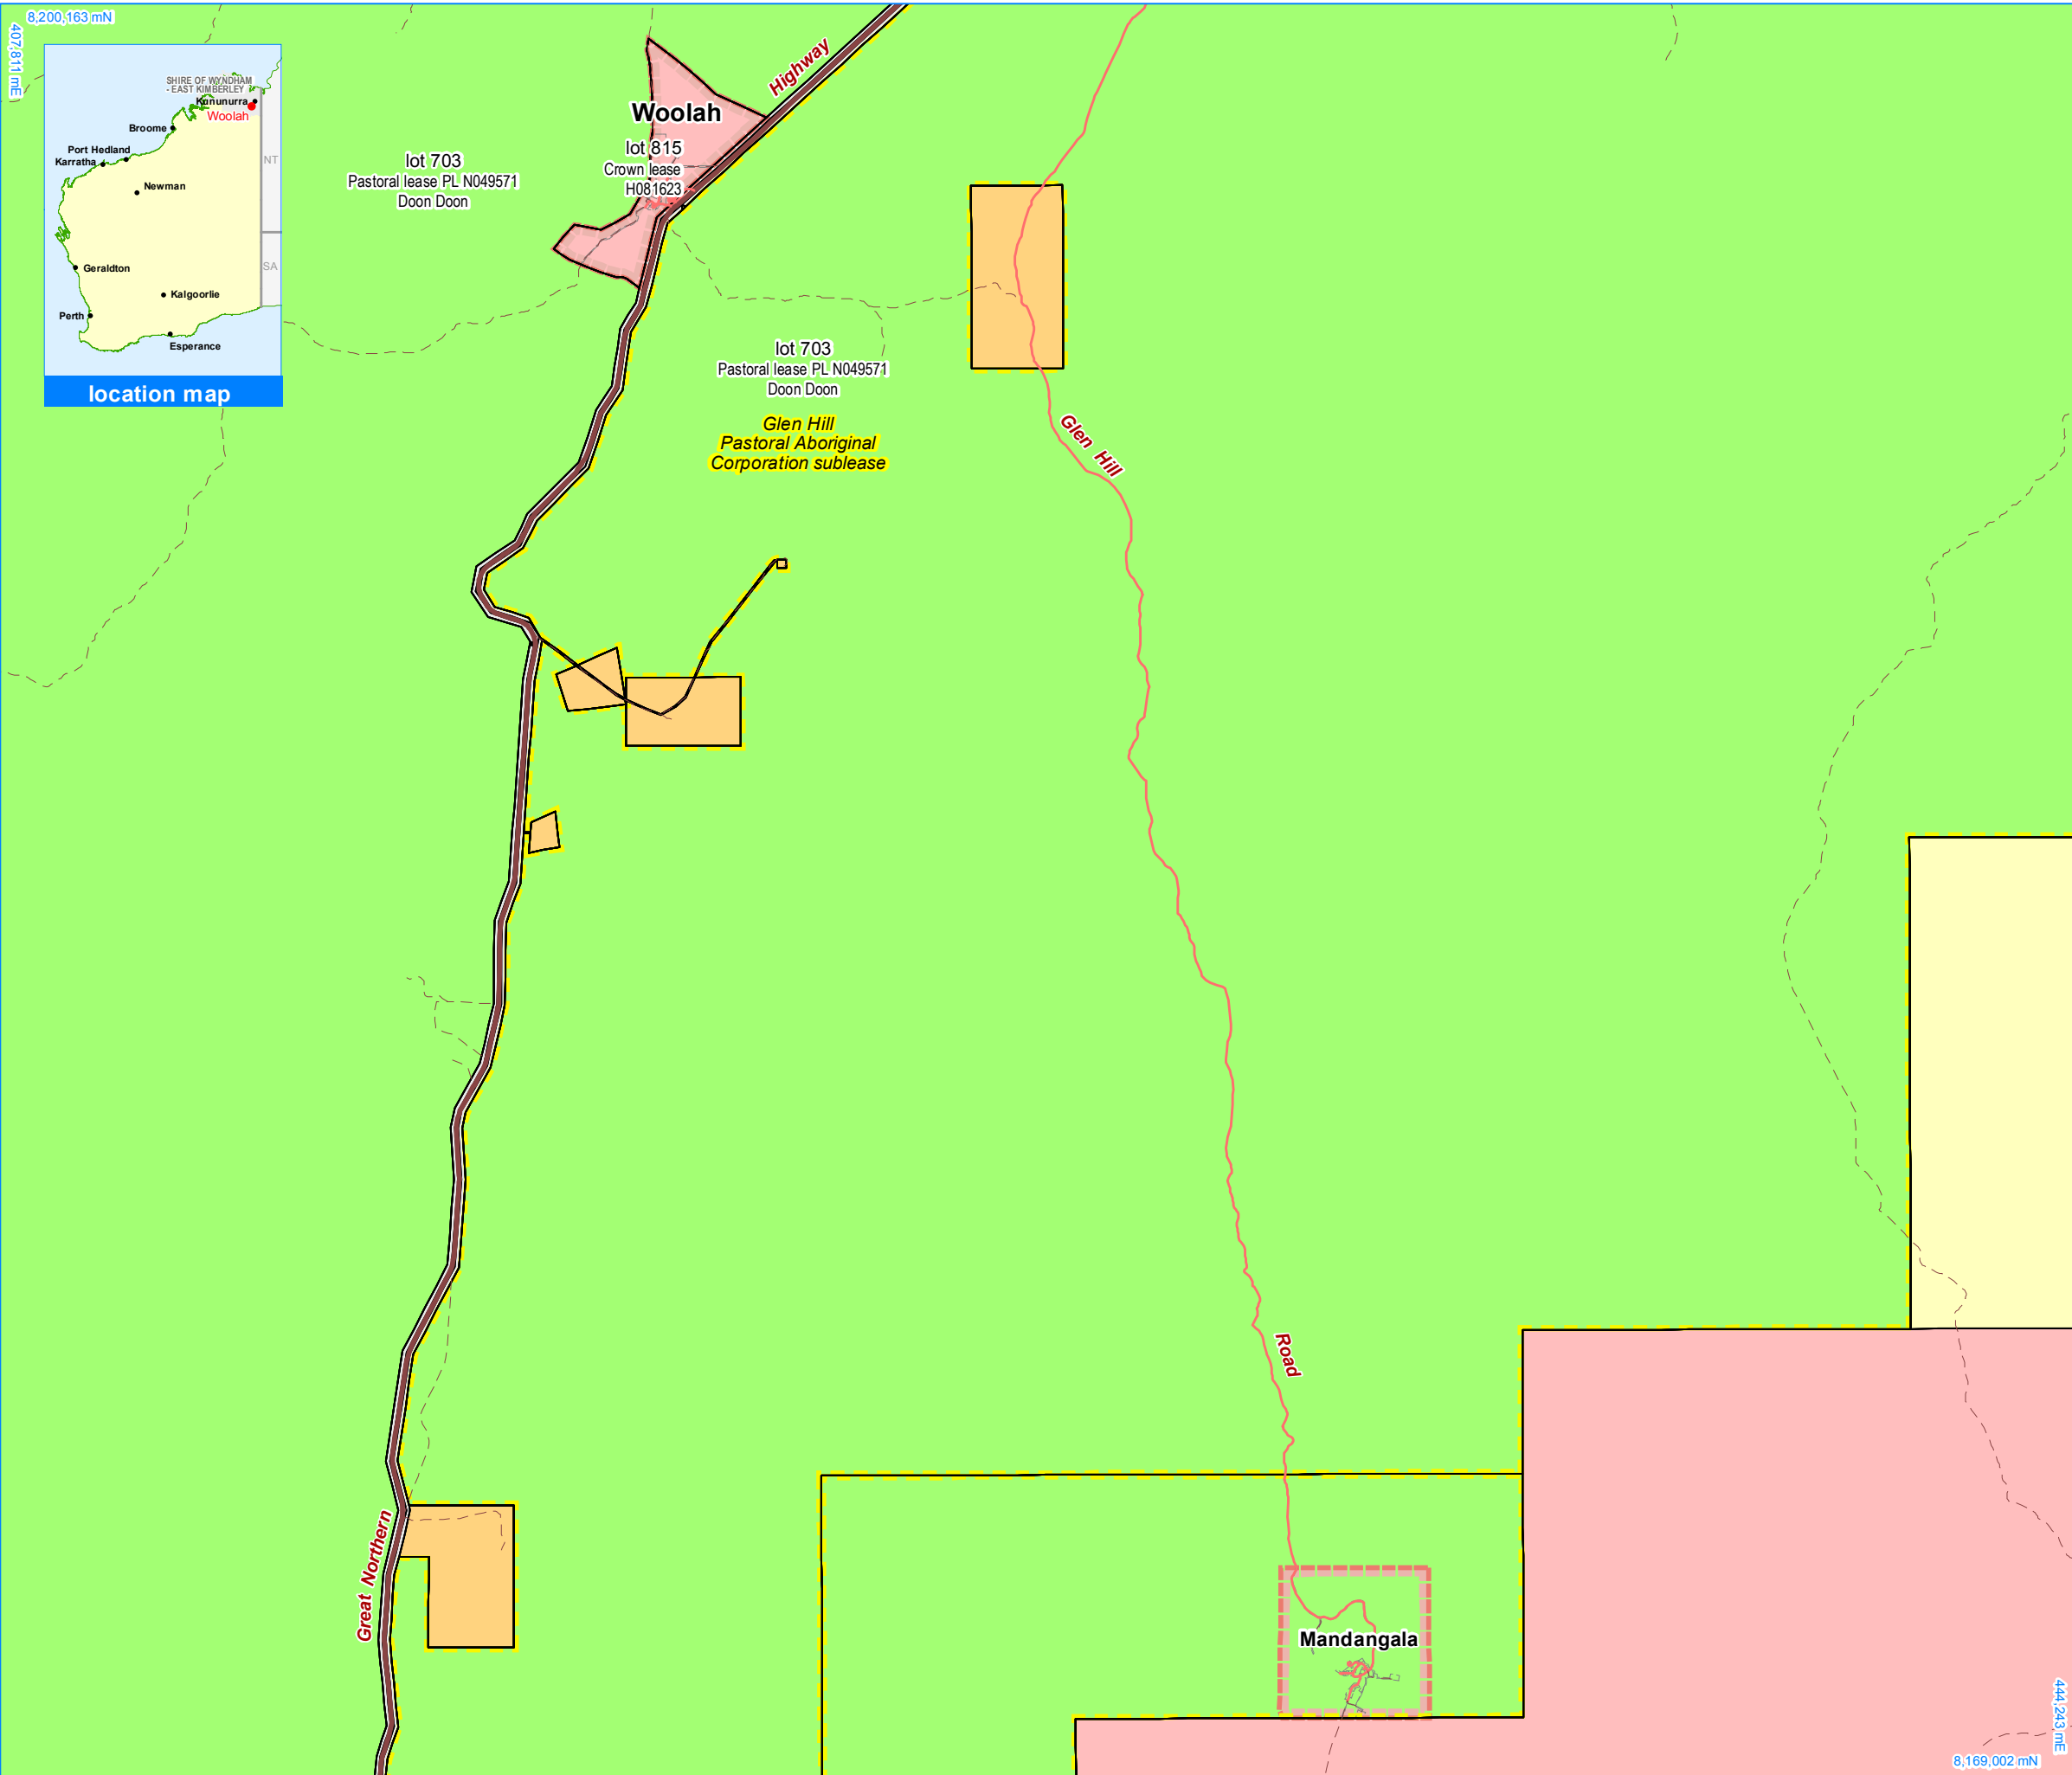 8,200,163 mN
407,811 mE
SHIRE OF WYNDHAM
- EAST KIMBERLEY
Kununurra
Woolah
Broome
Port Hedland
Karratha
Newman
NT
SA
Geraldton
Kalgoorlie
Perth
Esperance
location map
Highway
Woolah
lot 815
Crown lease
H081623
lot 703
Pastoral lease PL N049571
Doon Doon
lot 703
Pastoral lease PL N049571
Doon Doon
Glen Hill
Pastoral Aboriginal
Corporation sublease
Glen Hill
Road
Great Northern
Mandangala
444,243 mE
8,169,002 mN